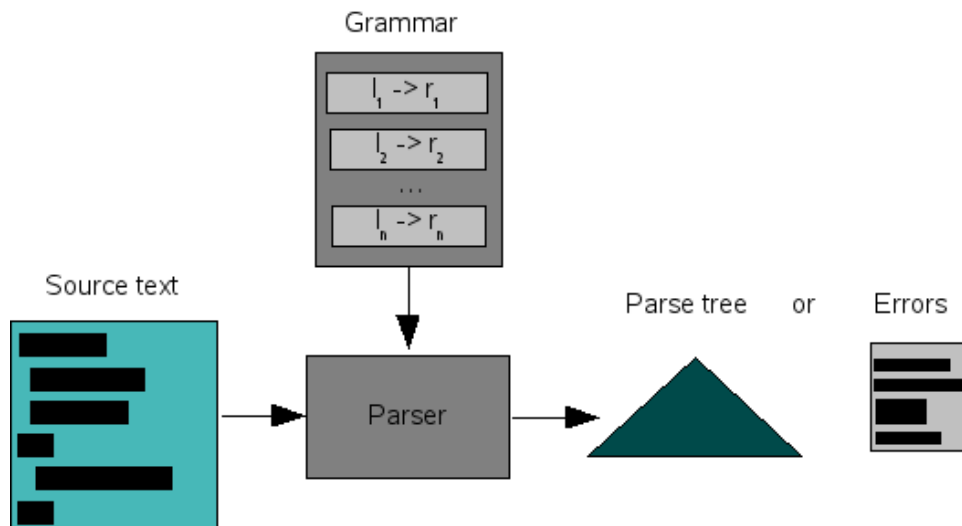 Grammar
l₁ -> r₁
l₂ -> r₂
...
lₙ -> rₙ
Source text
Parse tree or Errors
Parser